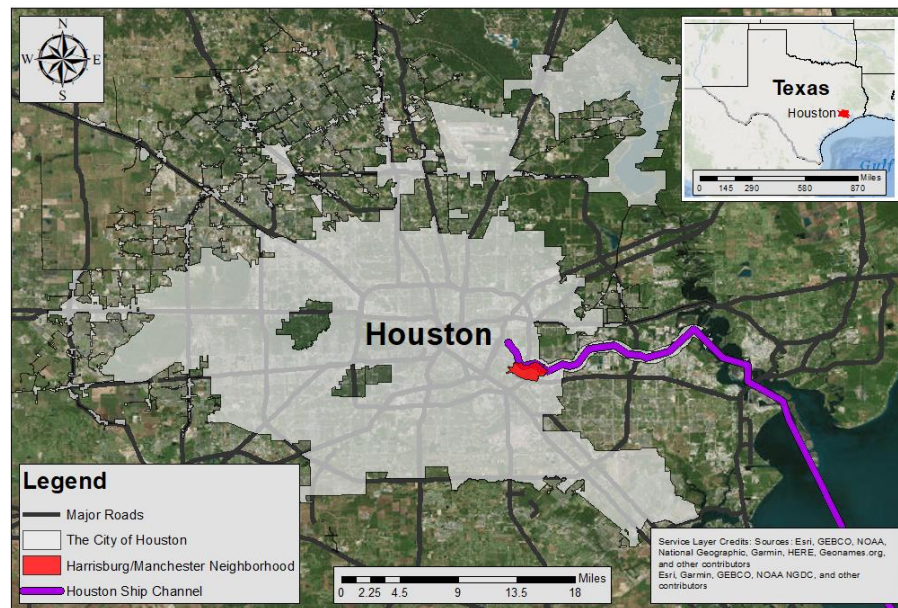 N
W E
S
Texas
Houston
Gulf
Miles
0 145 290 580 870
Houston
Legend
Major Roads
The City of Houston
Harrisburg/Manchester Neighborhood
Houston Ship Channel
Miles
0 2.25 4.5 9 13.5 18
Service Layer Credits: Sources: Esri, GEBCO, NOAA,
National Geographic, Garmin, HERE, Geonames.org,
and other contributors
Esri, Garmin, GEBCO, NOAA NGDC, and other
contributors